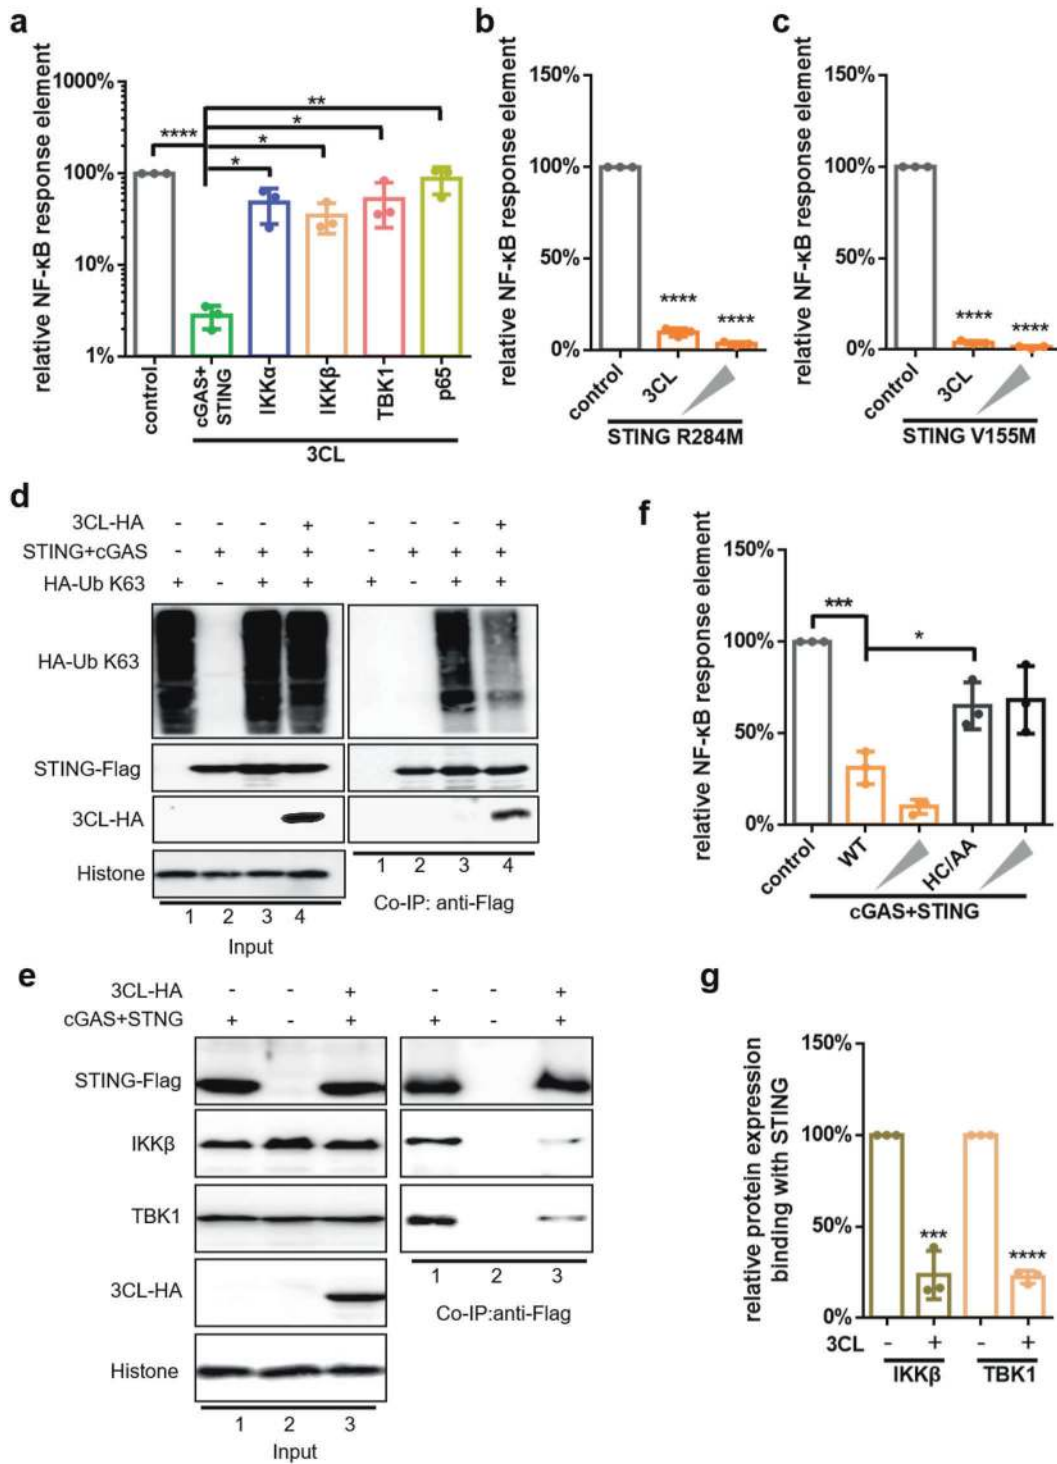 a
relative NF-κB response element
1000%
100%
10%
1%
****
*
*
*
**
control
cGAS+
STING
IKKα
IKKβ
TBK1
p65
3CL
b
relative NF-κB response element
150%
100%
50%
0%
****
****
control
3CL
STING R284M
c
relative NF-κB response element
150%
100%
50%
0%
****
****
control
3CL
STING V155M
d
3CL-HA - - - + - - - +
STING+cGAS - + + + - + + +
HA-Ub K63 + - + + + - + +
HA-Ub K63
STING-Flag
3CL-HA
Histone
1 2 3 4
Input
1 2 3 4
Co-IP: anti-Flag
e
3CL-HA - - + - - +
cGAS+STNG + - + + - +
STING-Flag
IKKβ
TBK1
3CL-HA
Histone
1 2 3
Input
1 2 3
Co-IP:anti-Flag
f
relative NF-κB response element
150%
100%
50%
0%
***
*
control
WT
HC/AA
cGAS+STING
g
relative protein expression
binding with STING
150%
100%
50%
0%
***
****
3CL - + - +
IKKβ TBK1